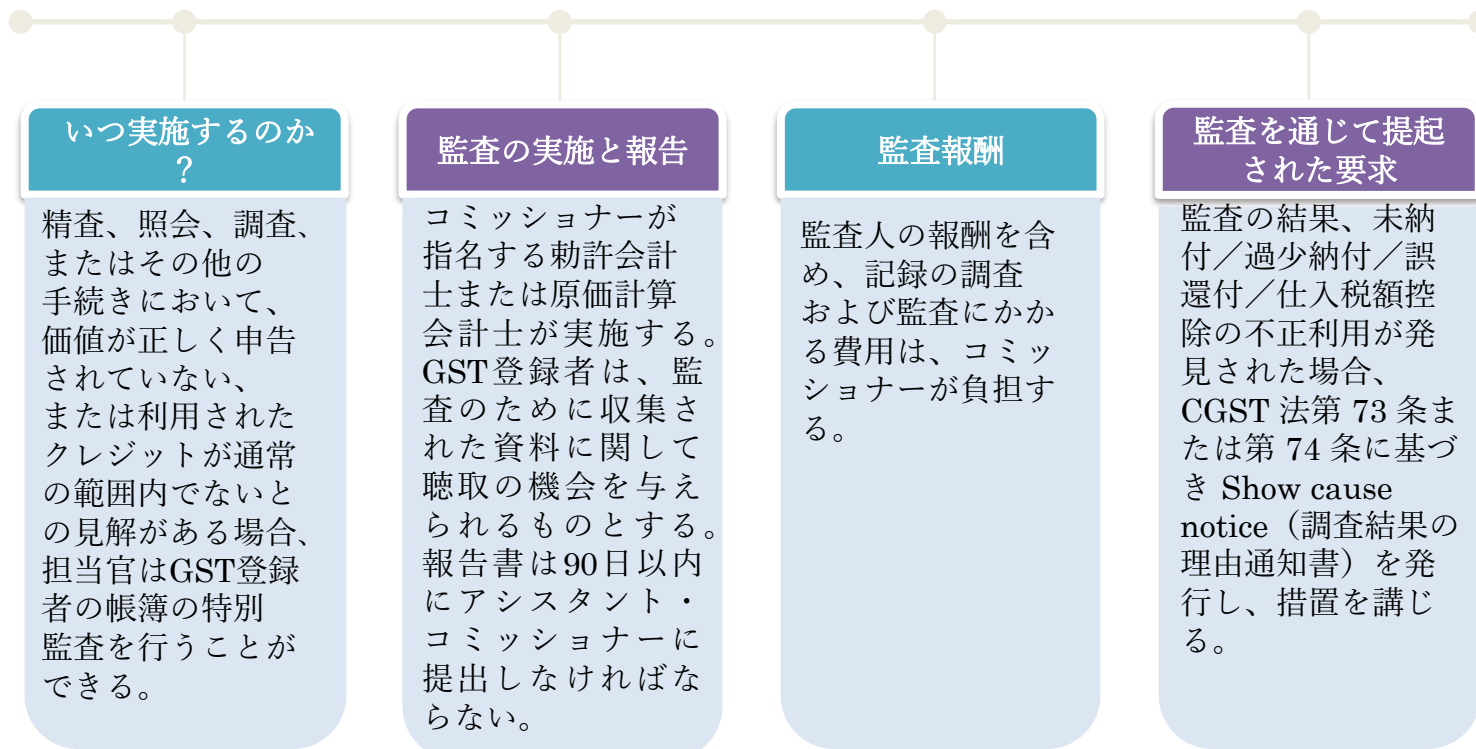 いつ実施するのか
？
精査、照会、調査、
またはその他の
手続きにおいて、
価値が正しく申告
されていない、
または利用された
クレジットが通常
の範囲内でないと
の見解がある場合、
担当官はGST登録
者の帳簿の特別
監査を行うことが
できる。
監査の実施と報告
コミッショナーが
指名する勅許会計
士または原価計算
会計士が実施する。
GST登録者は、監
査のために収集さ
れた資料に関して
聴取の機会を与え
られるものとする。
報告書は90日以内
にアシスタント・
コミッショナーに
提出しなければな
らない。
監査報酬
監査人の報酬を含
め、記録の調査
および監査にかか
る費用は、コミッ
ショナーが負担す
る。
監査を通じて提起
された要求
監査の結果、未納
付／過少納付／誤
還付／仕入税額控
除の不正利用が発
見された場合、
CGST 法第 73 条ま
たは第 74 条に基づ
き Show cause
notice（調査結果の
理由通知書）を発
行し、措置を講じ
る。